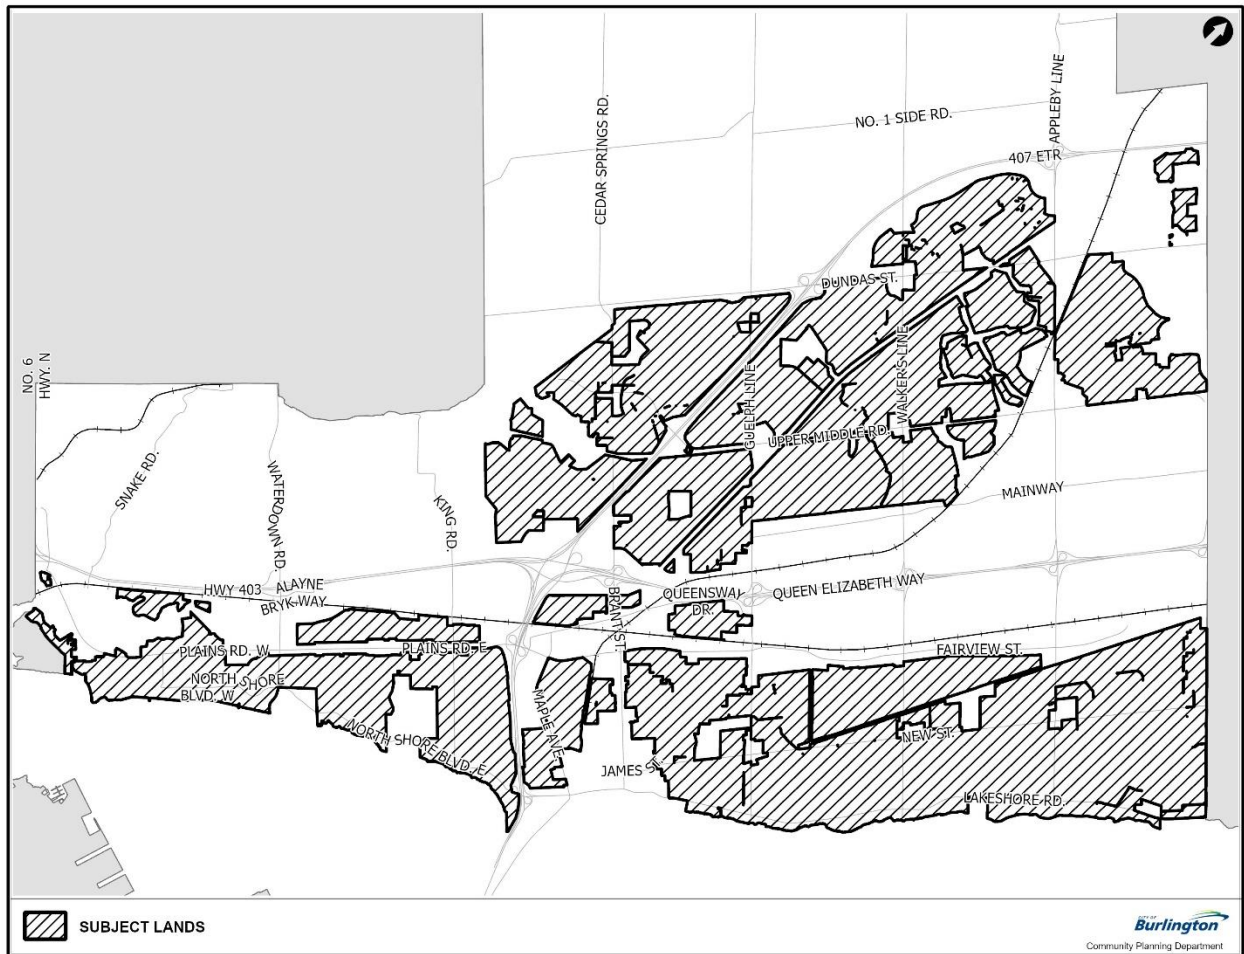 NO. 1 SIDE RD.
APPLEBY LINE
CEDAR SPRINGS RD.
407 ETR
DUNDAS ST.
NO. 6
HWY. N
GUELPH LINE
WALKER'S LINE
UPPER MIDDLE RD.
SNAKE RD.
WATERDOWN RD.
KING RD.
MAINWAY
HWY 403
ALAYNE
BRYK WAY
BRANT ST.
QUEENSWAY
DR.
QUEEN ELIZABETH WAY
PLAINS RD. W
PLAINS RD. E
FAIRVIEW ST.
NORTH SHORE
BLVD. W
MAPLE AVE.
NORTH SHORE BLVD. E
NEW ST.
JAMES ST.
LAKESHORE RD.
SUBJECT LANDS
CITY OF
Burlington
Community Planning Department